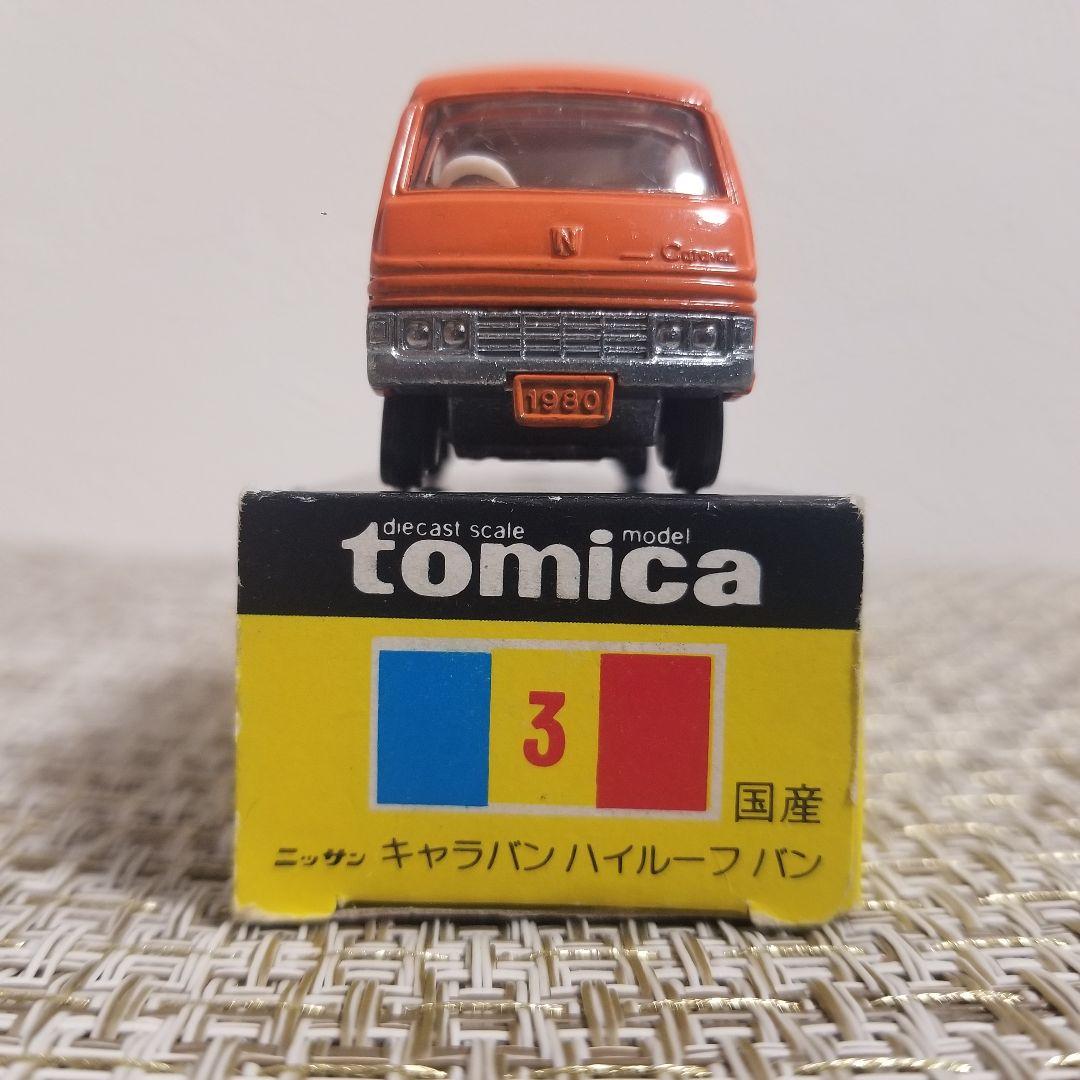 N
Caravan
1980
diecast scale model
tomica
3
国産
ニッサン キャラバン ハイルーフ バン